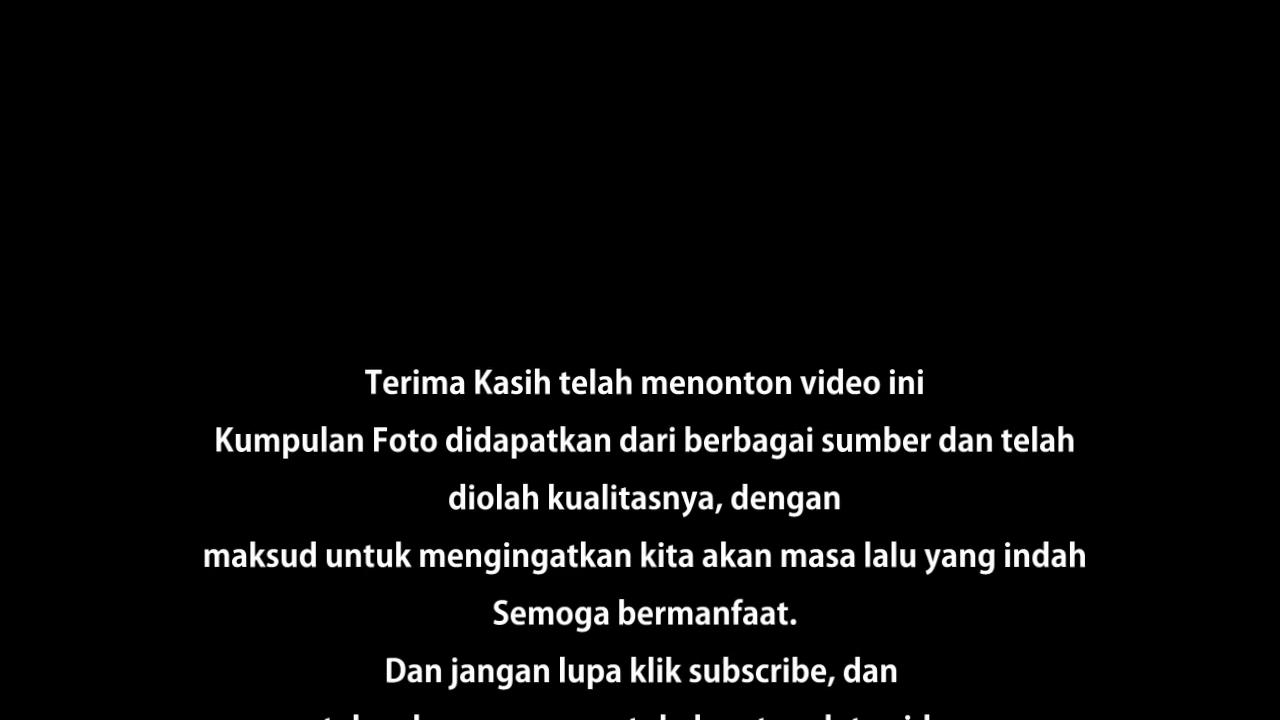 Terima Kasih telah menonton video ini
Kumpulan Foto didapatkan dari berbagai sumber dan telah
diolah kualitasnya, dengan
maksud untuk mengingatkan kita akan masa lalu yang indah
Semoga bermanfaat.
Dan jangan lupa klik subscribe, dan